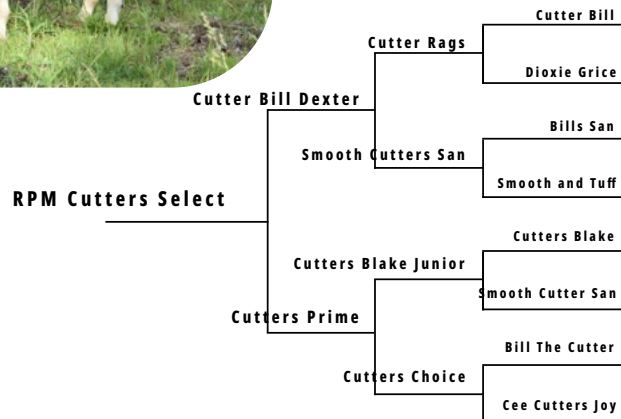 Cutter Bill
Cutter Rags
Dioxie Grice
Cutter Bill Dexter
Bills San
Smooth Cutters San
Smooth and Tuff
RPM Cutters Select
Cutters Blake
Cutters Blake Junior
Smooth Cutter San
Cutters Prime
Bill The Cutter
Cutters Choice
Cee Cutters Joy